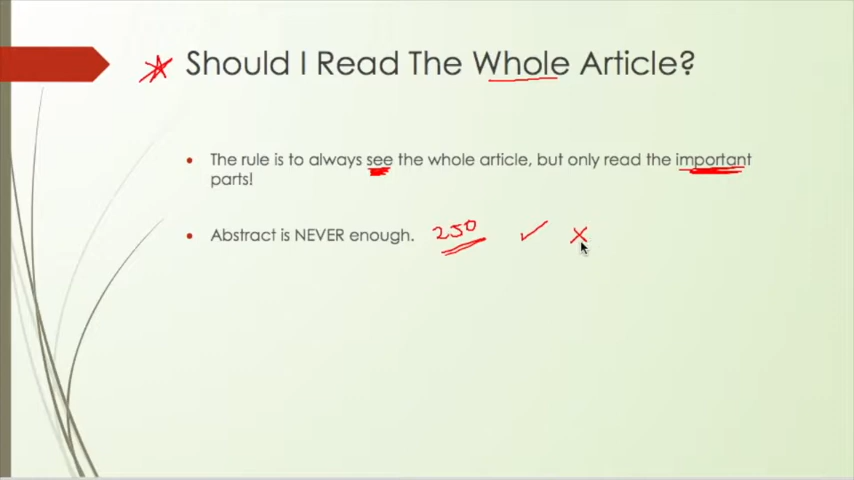 Should I Read The Whole Article?
The rule is to always see the whole article, but only read the important
parts!
Abstract is NEVER enough. 250